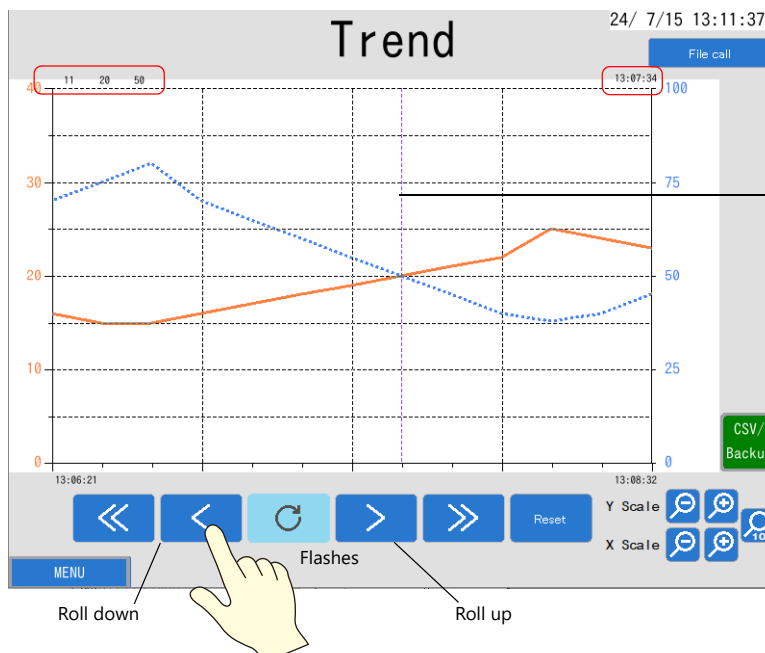 24/ 7/15 13:11:37
Trend
File call
11 20 50
13:07:34
40
100
30
75
20
50
10
25
0
0
CSV/
Backu
13:06:21
13:08:32
Reset
Y Scale
X Scale
10
Flashes
MENU
Roll down
Roll up